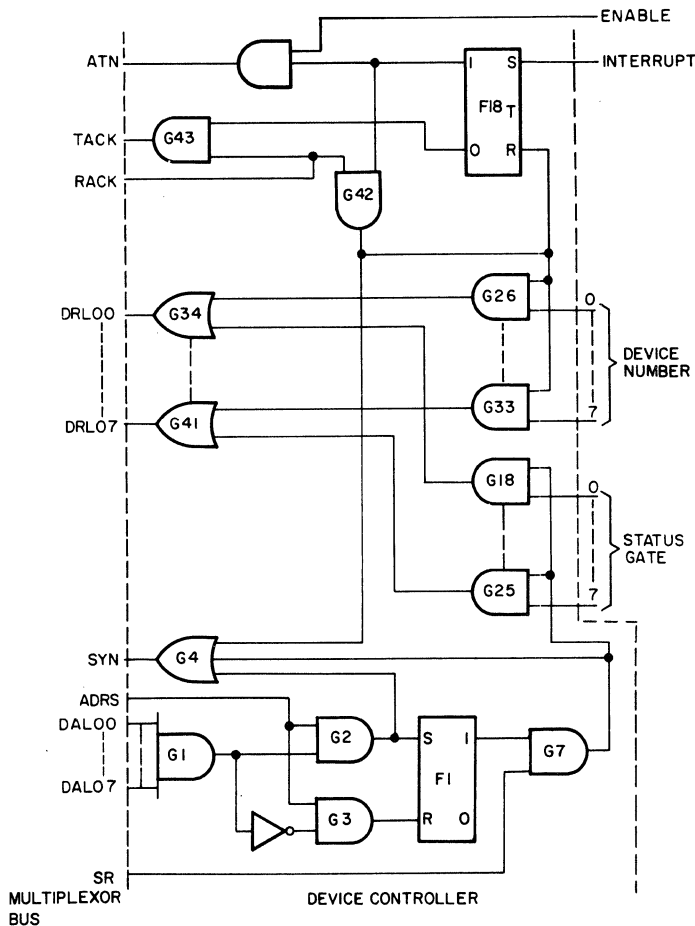 ENABLE
ATN
INTERRUPT
I S
F18 T
O R
TACK
G43
RACK
G42
DRL00
G34
G26
0
DEVICE
NUMBER
DRL07
G41
G33
7
G18
0
STATUS
GATE
G25
7
SYN
G4
ADRS
DAL00
G1
G2
S I
G7
F1
DAL07
G3
R O
SR
MULTIPLEXOR
BUS
DEVICE CONTROLLER